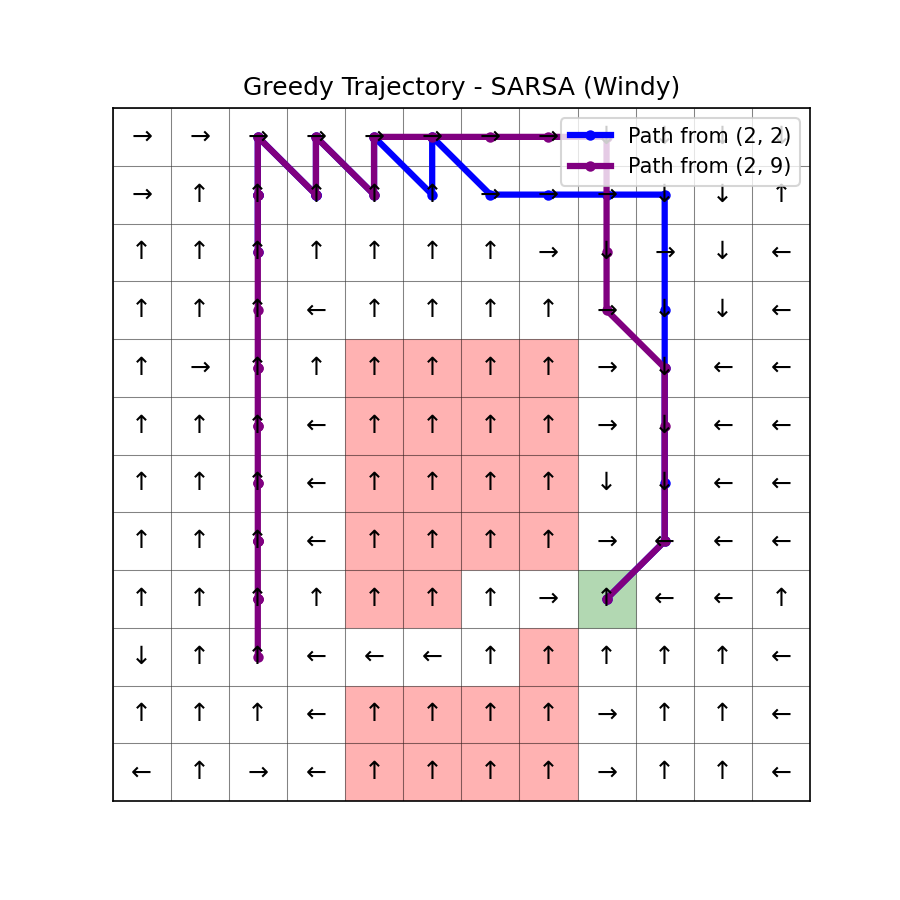 Greedy Trajectory - SARSA (Windy)
Path from (2, 2)
Path from (2, 9)